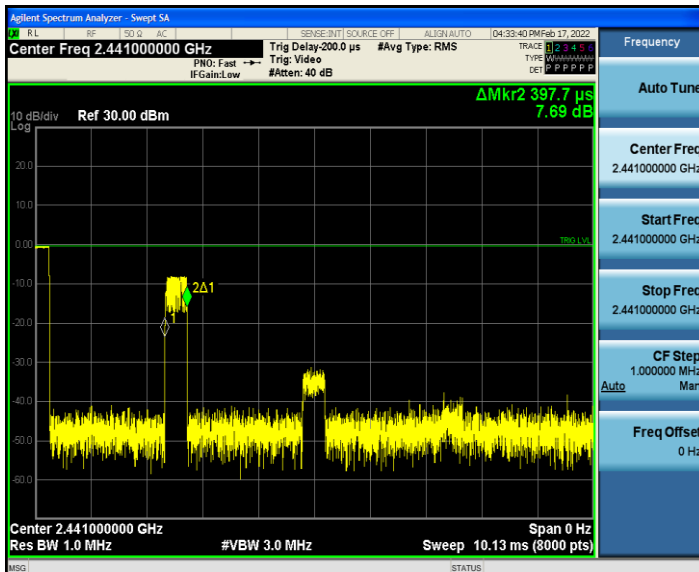 Agilent Spectrum Analyzer - Swept SA
RL RF 50 Ω AC SENSE:INT SOURCE OFF ALIGN AUTO 04:33:40 PM Feb 17, 2022
Center Freq 2.441000000 GHz
PNO: Fast
IFGain:Low
Trig Delay-200.0 µs
Trig: Video
#Atten: 40 dB
#Avg Type: RMS
TRACE 1 2 3 4 5 6
TYPE
DET P P P P P P
ΔMkr2 397.7 µs
7.69 dB
10 dB/div Ref 30.00 dBm
Log
20.0
10.0
0.00
TRIG LVL
-10.0
2Δ1
1
-20.0
-30.0
-40.0
-50.0
-60.0
Center 2.441000000 GHz Span 0 Hz
Res BW 1.0 MHz #VBW 3.0 MHz Sweep 10.13 ms (8000 pts)
MSG STATUS
Frequency
Auto Tune
Center Freq
2.441000000 GHz
Start Freq
2.441000000 GHz
Stop Freq
2.441000000 GHz
CF Step
1.000000 MHz
Auto Man
Freq Offset
0 Hz